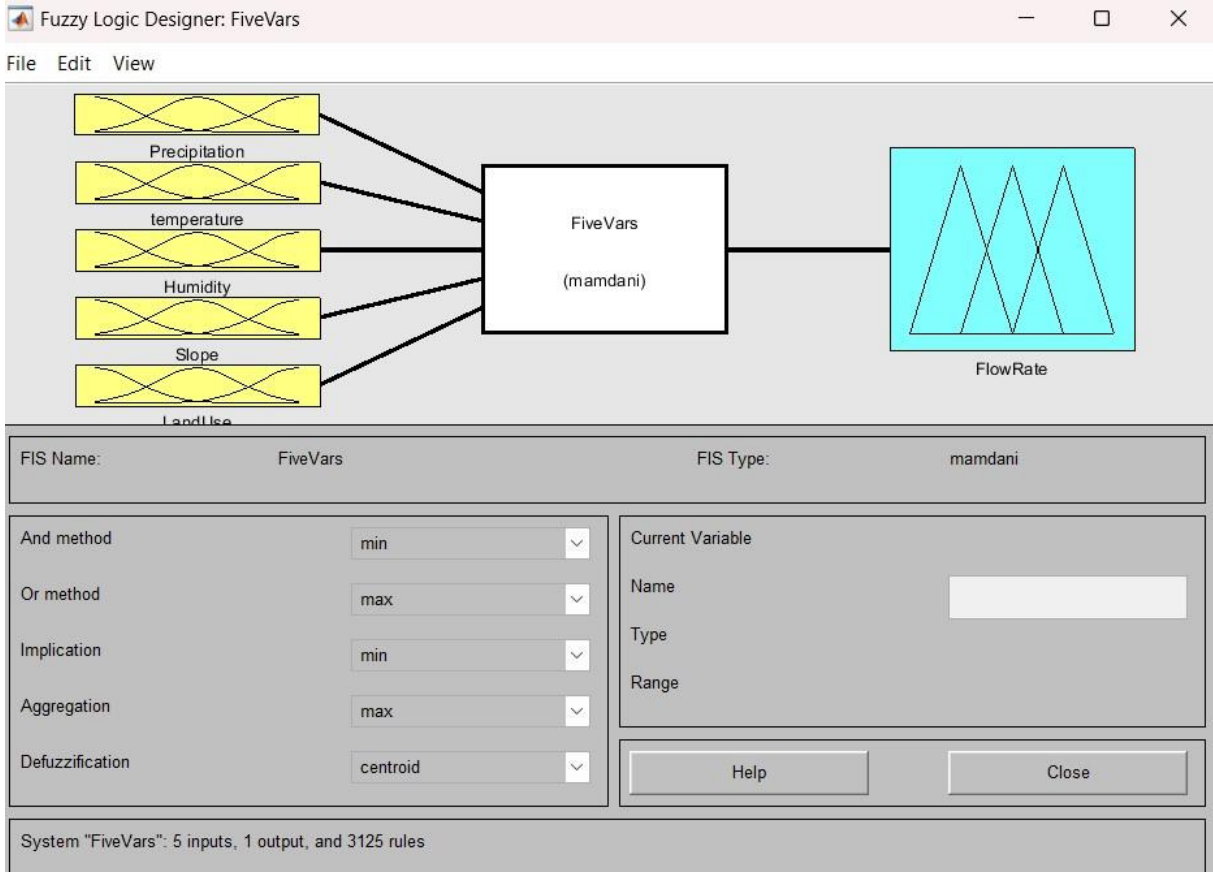 Fuzzy Logic Designer: FiveVars
File Edit View
Precipitation
temperature
Humidity
Slope
LandUse
FiveVars
(mamdani)
FlowRate
FIS Name: FiveVars FIS Type: mamdani
And method min
Or method max
Implication min
Aggregation max
Defuzzification centroid
Current Variable
Name
Type
Range
Help Close
System "FiveVars": 5 inputs, 1 output, and 3125 rules